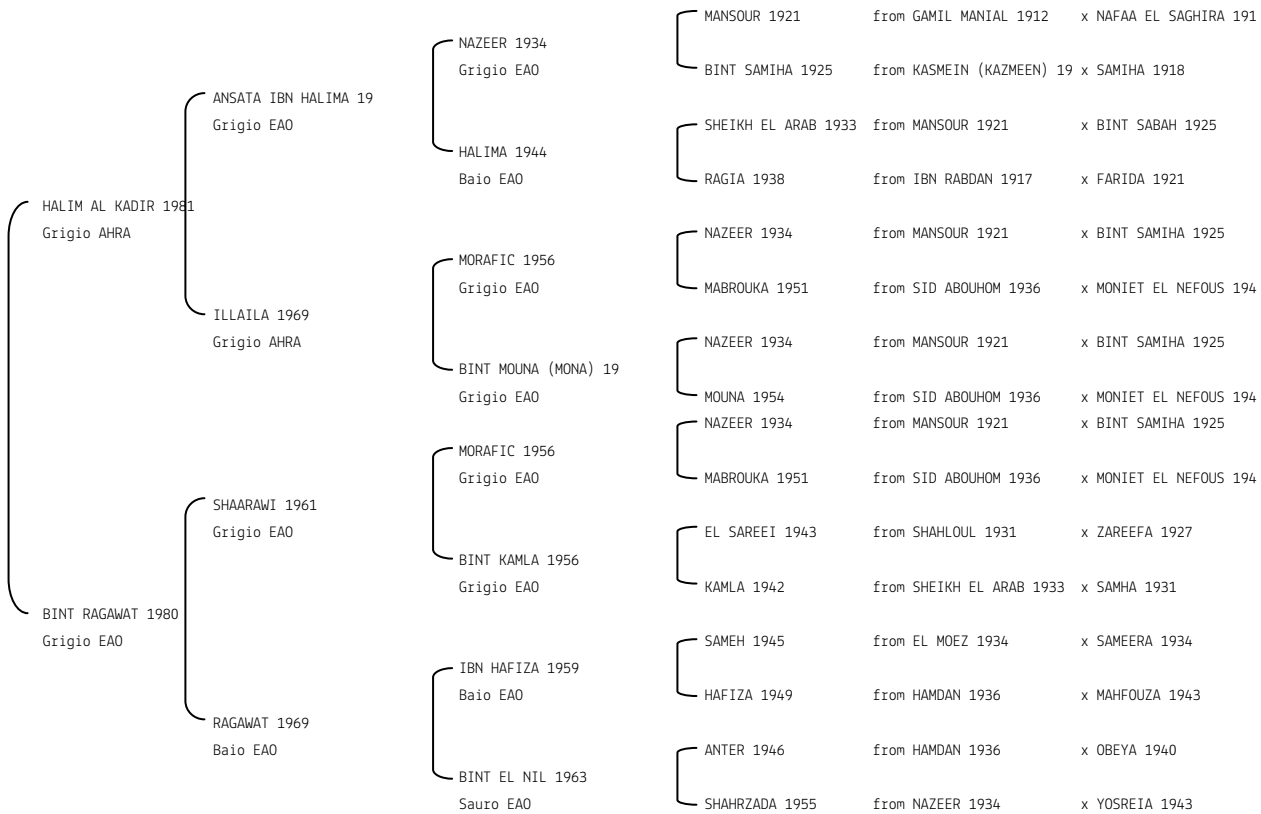 MANSOUR 1921 from GAMIL MANIAL 1912 x NAFAA EL SAGHIRA 191
NAZEER 1934
Grigio EAO
BINT SAMIHA 1925 from KASMEIN (KAZMEEN) 19 x SAMIHA 1918
ANSATA IBN HALIMA 19
Grigio EAO
SHEIKH EL ARAB 1933 from MANSOUR 1921 x BINT SABAH 1925
HALIMA 1944
Baio EAO
RAGIA 1938 from IBN RABDAN 1917 x FARIDA 1921
HALIM AL KADIR 1981
Grigio AHRA
NAZEER 1934 from MANSOUR 1921 x BINT SAMIHA 1925
MORAFIC 1956
Grigio EAO
MABROUKA 1951 from SID ABOUHOM 1936 x MONIET EL NEFOUS 194
ILLAILA 1969
Grigio AHRA
NAZEER 1934 from MANSOUR 1921 x BINT SAMIHA 1925
BINT MOUNA (MONA) 19
Grigio EAO
MOUNA 1954 from SID ABOUHOM 1936 x MONIET EL NEFOUS 194
NAZEER 1934 from MANSOUR 1921 x BINT SAMIHA 1925
MORAFIC 1956
Grigio EAO
MABROUKA 1951 from SID ABOUHOM 1936 x MONIET EL NEFOUS 194
SHAARAWI 1961
Grigio EAO
EL SAREEI 1943 from SHAHLOUL 1931 x ZAREEFA 1927
BINT KAMLA 1956
Grigio EAO
KAMLA 1942 from SHEIKH EL ARAB 1933 x SAMHA 1931
BINT RAGAWAT 1980
Grigio EAO
SAMEH 1945 from EL MOEZ 1934 x SAMEERA 1934
IBN HAFIZA 1959
Baio EAO
HAFIZA 1949 from HAMDAN 1936 x MAHFOUZA 1943
RAGAWAT 1969
Baio EAO
ANTER 1946 from HAMDAN 1936 x OBEYA 1940
BINT EL NIL 1963
Sauro EAO
SHAHRZADA 1955 from NAZEER 1934 x YOSREIA 1943